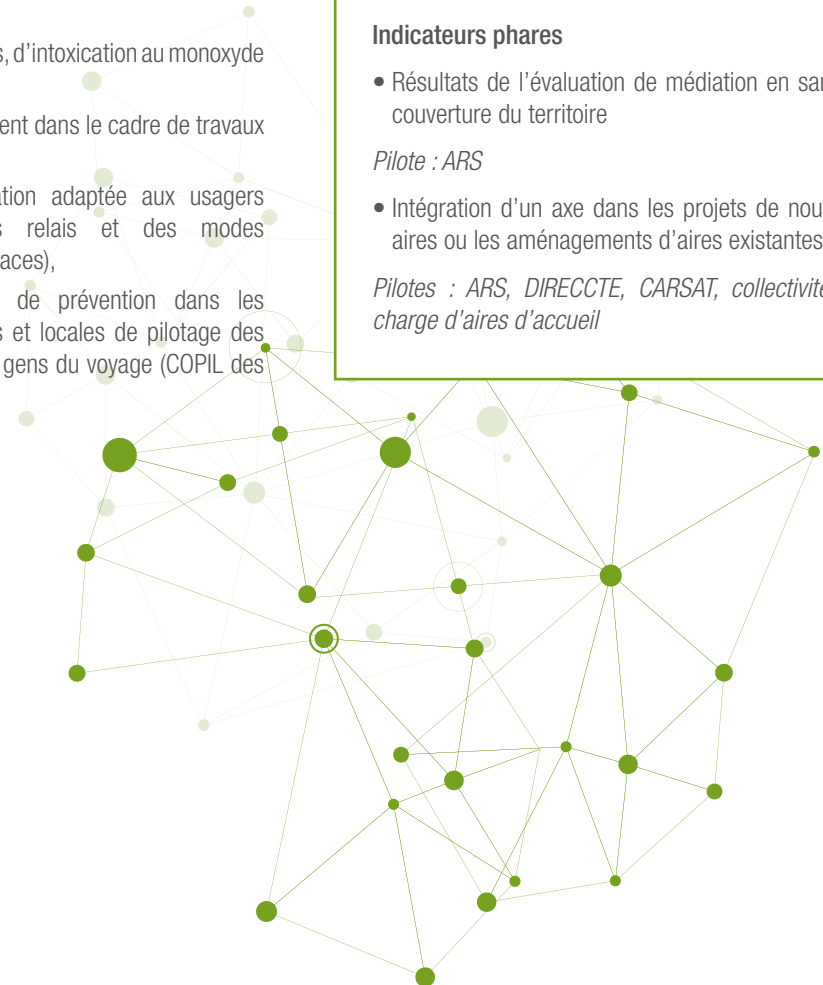 s, d'intoxication au monoxyde
ent dans le cadre de travaux
ation adaptée aux usagers
s relais et des modes
aces),
de prévention dans les
s et locales de pilotage des
gens du voyage (COPIL des
Indicateurs phares
• Résultats de l'évaluation de médiation en san
couverture du territoire
Pilote : ARS
• Intégration d'un axe dans les projets de nou
aires ou les aménagements d'aires existantes
Pilotes : ARS, DIRECCTE, CARSAT, collectivité
charge d'aires d'accueil